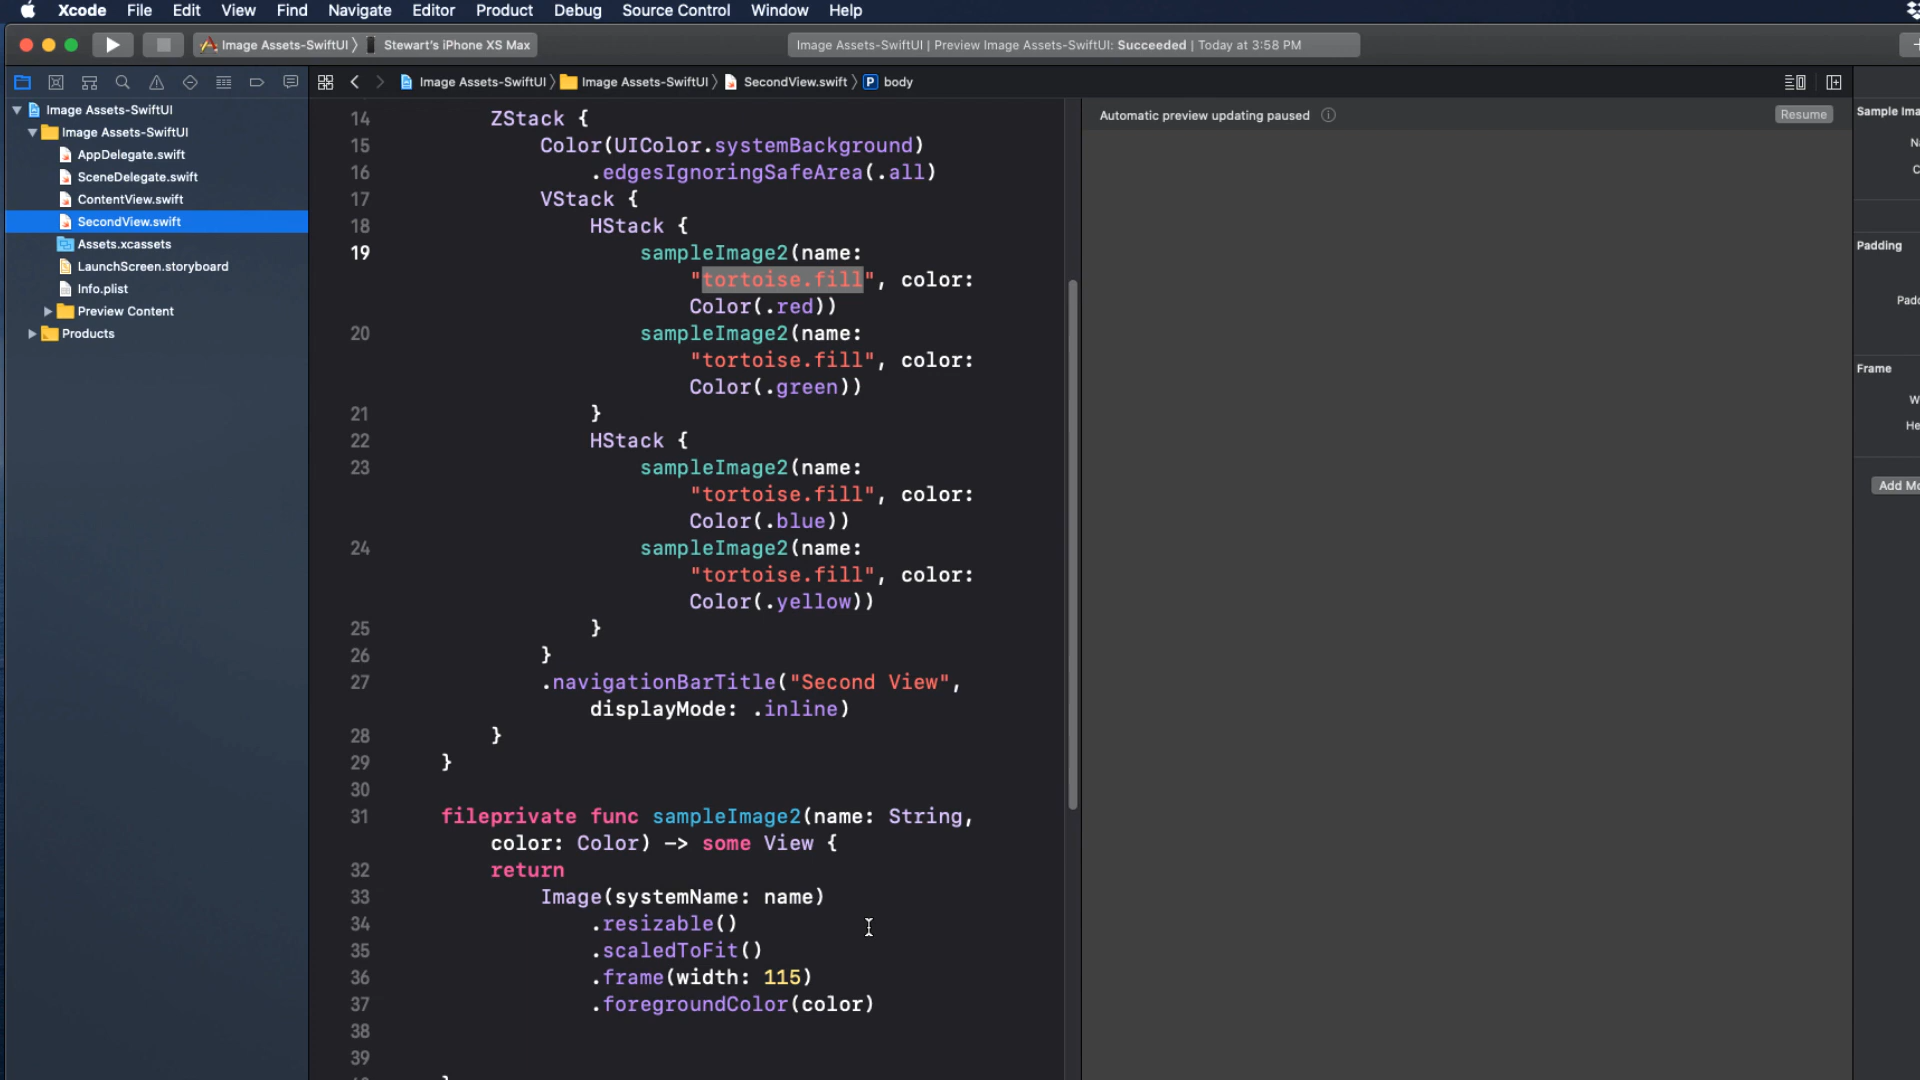 Xcode File Edit View Find Navigate Editor Product Debug Source Control Window Help
Image Assets-SwiftUI 〉 Stewart's iPhone XS Max
Image Assets-SwiftUI | Preview Image Assets-SwiftUI: Succeeded | Today at 3:58 PM
Image Assets-SwiftUI 〉 Image Assets-SwiftUI 〉 SecondView.swift 〉 P body
Image Assets-SwiftUI
Image Assets-SwiftUI
AppDelegate.swift
SceneDelegate.swift
ContentView.swift
SecondView.swift
Assets.xcassets
LaunchScreen.storyboard
Info.plist
Preview Content
Products
14 ZStack {
15 Color(UIColor.systemBackground)
16 .edgesIgnoringSafeArea(.all)
17 VStack {
18 HStack {
19 sampleImage2(name:
"tortoise.fill", color:
Color(.red))
20 sampleImage2(name:
"tortoise.fill", color:
Color(.green))
21 }
22 HStack {
23 sampleImage2(name:
"tortoise.fill", color:
Color(.blue))
24 sampleImage2(name:
"tortoise.fill", color:
Color(.yellow))
25 }
26 }
27 .navigationBarTitle("Second View",
displayMode: .inline)
28 }
29 }
30
31 fileprivate func sampleImage2(name: String,
color: Color) -> some View {
32 return
33 Image(systemName: name)
34 .resizable()
35 .scaledToFit()
36 .frame(width: 115)
37 .foregroundColor(color)
38
39
Automatic preview updating paused
Resume
Sample Ima
Padding
Frame
Add Mo